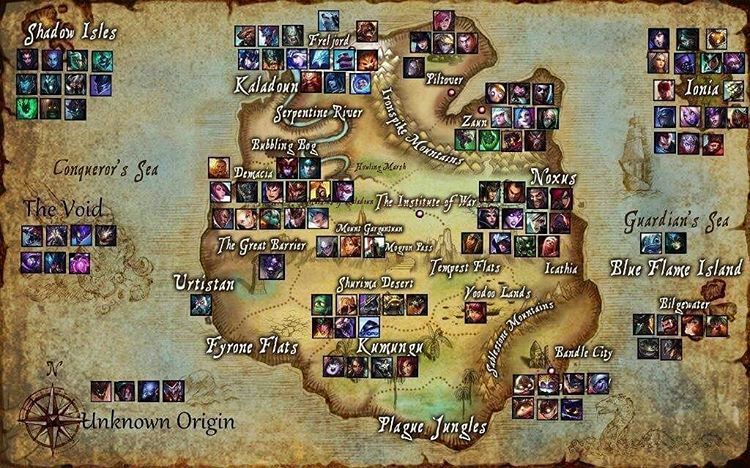 Shadow Isles
Freljord
Kaladoun
Serpentine River
Ironspike Mountains
Piltover
Zaun
Ionia
Conqueror's Sea
Bubbling Bog
Howling Marsh
Demacia
Noxus
The Void
The Institute of War
Guardian's Sea
Mount Gargantuan
The Great Barrier
Mogron Pass
Tempest Flats
Icathia
Blue Flame Island
Urtistan
Shurima Desert
Voodoo Lands
Bilgewater
Sablestone Mountains
Fyrone Flats
Kumungu
Bandle City
N
Unknown Origin
Plague Jungles